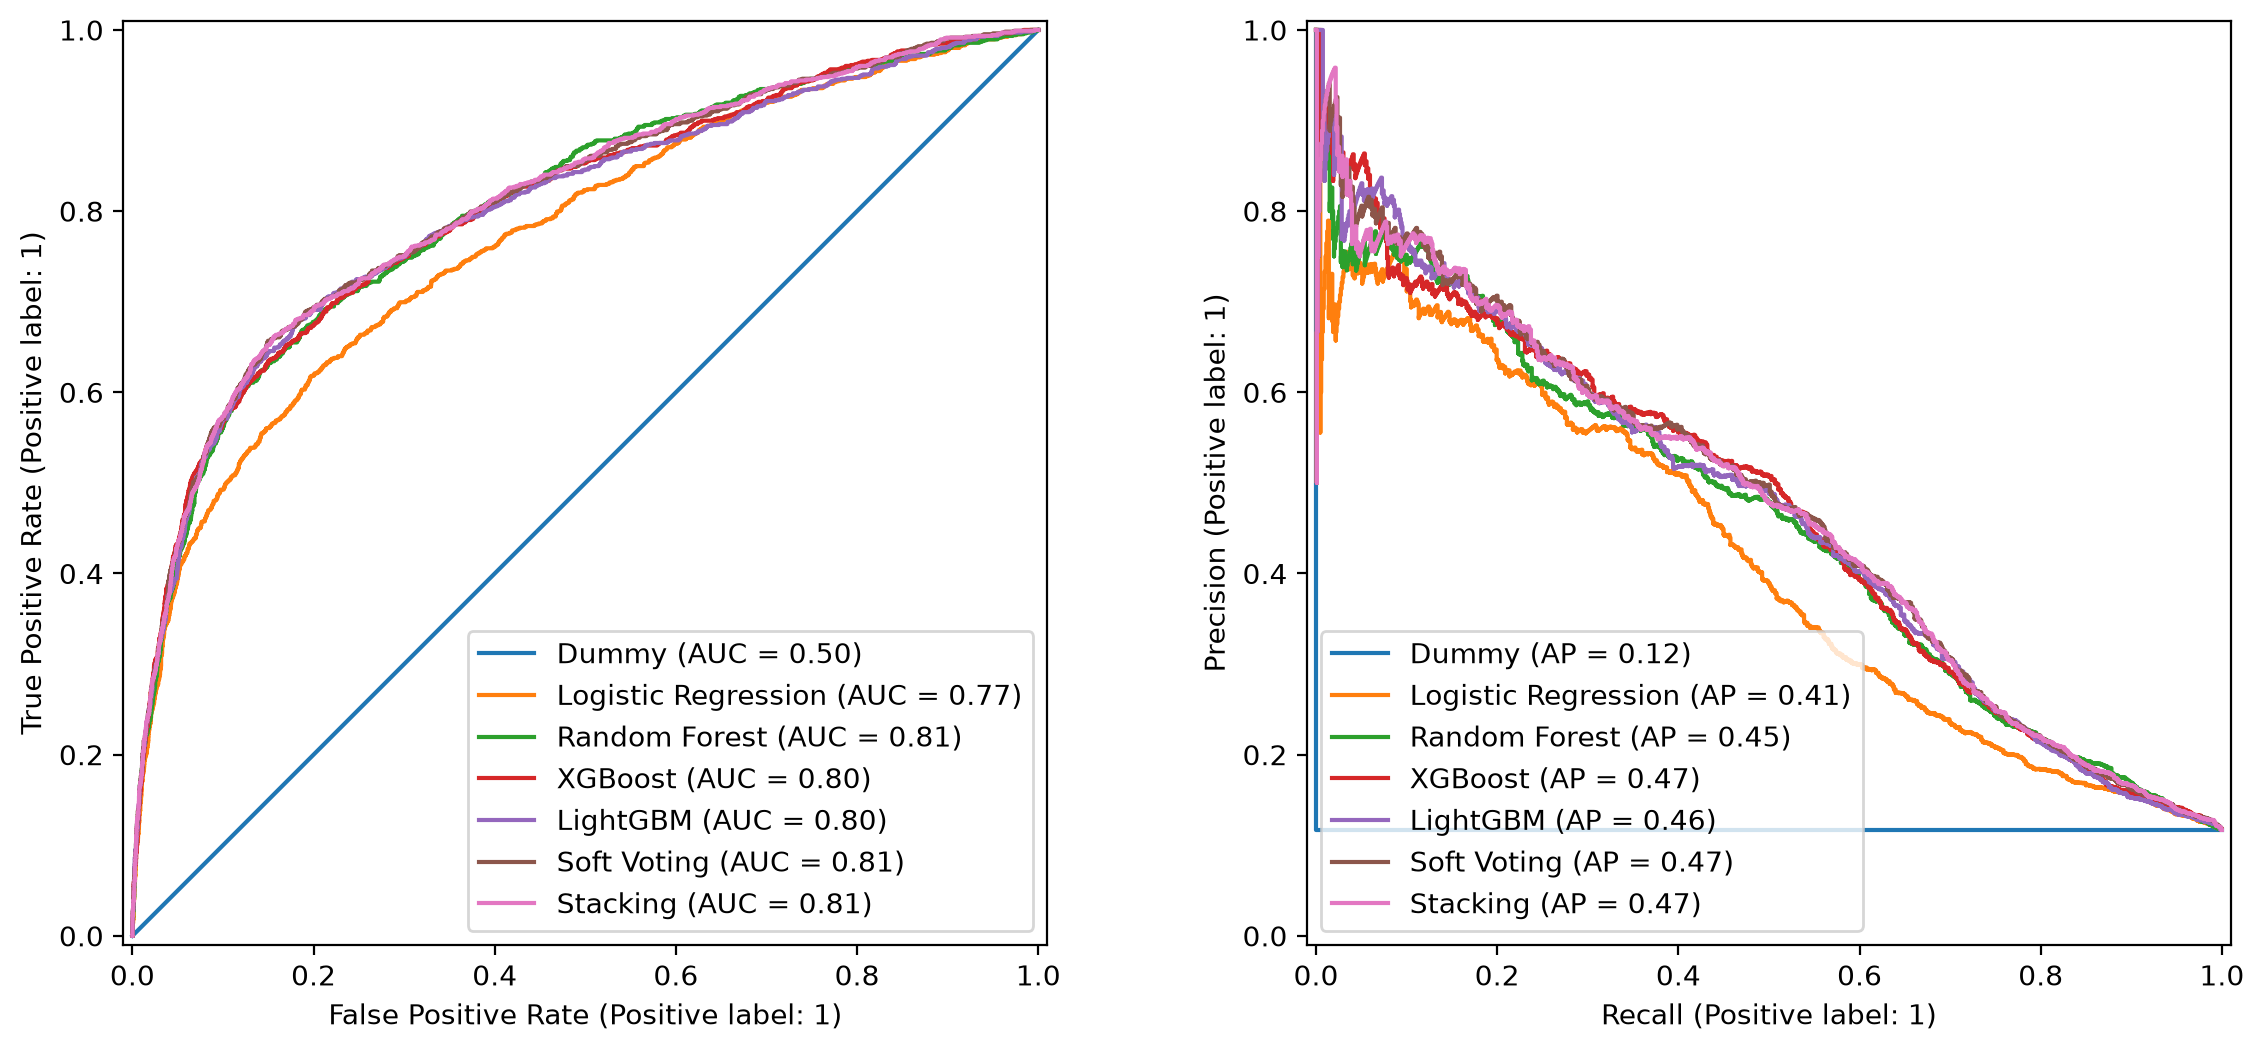 1.0
0.8
0.6
0.4
0.2
0.0
True Positive Rate (Positive label: 1)
Dummy (AUC = 0.50)
Logistic Regression (AUC = 0.77)
Random Forest (AUC = 0.81)
XGBoost (AUC = 0.80)
LightGBM (AUC = 0.80)
Soft Voting (AUC = 0.81)
Stacking (AUC = 0.81)
0.0 0.2 0.4 0.6 0.8 1.0
False Positive Rate (Positive label: 1)
1.0
0.8
0.6
0.4
0.2
0.0
Precision (Positive label: 1)
Dummy (AP = 0.12)
Logistic Regression (AP = 0.41)
Random Forest (AP = 0.45)
XGBoost (AP = 0.47)
LightGBM (AP = 0.46)
Soft Voting (AP = 0.47)
Stacking (AP = 0.47)
0.0 0.2 0.4 0.6 0.8 1.0
Recall (Positive label: 1)